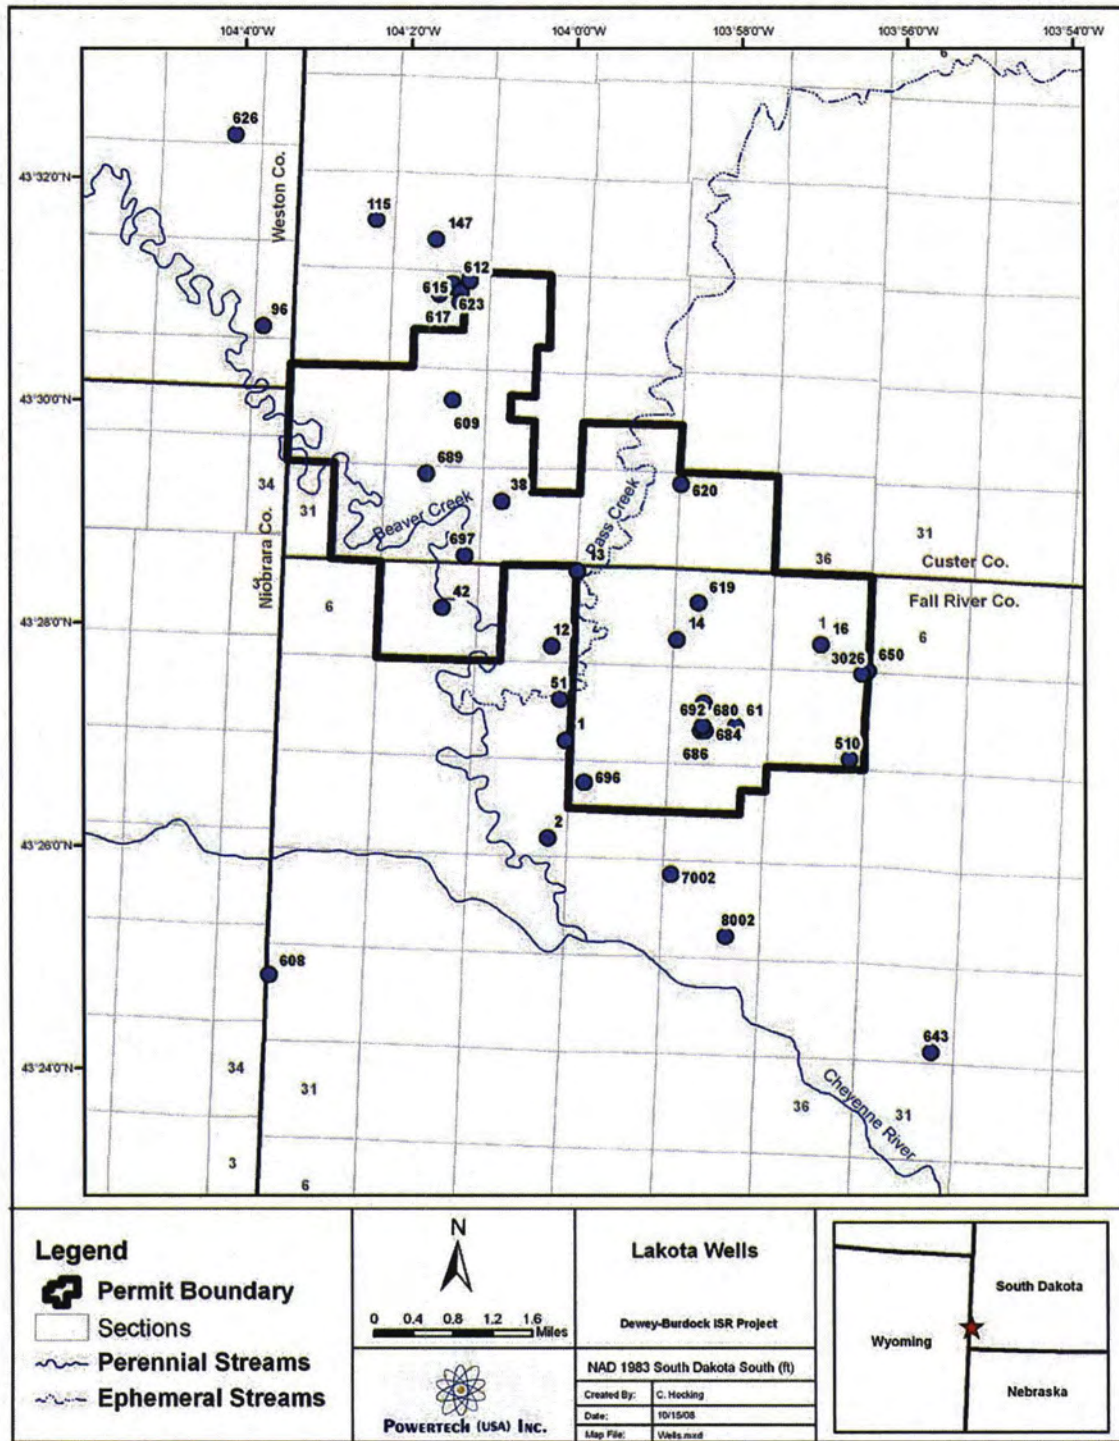 104°4'0"W 104°2'0"W 104°0'0"W 103°58'0"W 103°56'0"W 103°54'0"W
626
43°32'0"N
Weston Co.
115
147
612
615
623
617
96
43°30'0"N
609
689
34
38
620
31
Beaver Creek
Pass Creek
697
13
31
36
Custer Co.
Niobrara Co.
Fall River Co.
6
42
619
43°28'0"N
12
14
1
16
6
3026
650
51
692
680
61
1
684
686
510
696
2
43°26'0"N
7002
8002
608
643
43°24'0"N
34
31
Cheyenne River
36
31
3
6
Legend
Permit Boundary
Sections
Perennial Streams
Ephemeral Streams
N
0 0.4 0.8 1.2 1.6
Miles
POWERTECH (USA) INC.
Lakota Wells
Dewey-Burdock ISR Project
NAD 1983 South Dakota South (ft)
Created By: C. Hocking
Date: 10/15/08
Map File: Wells.mxd
South Dakota
Wyoming
Nebraska